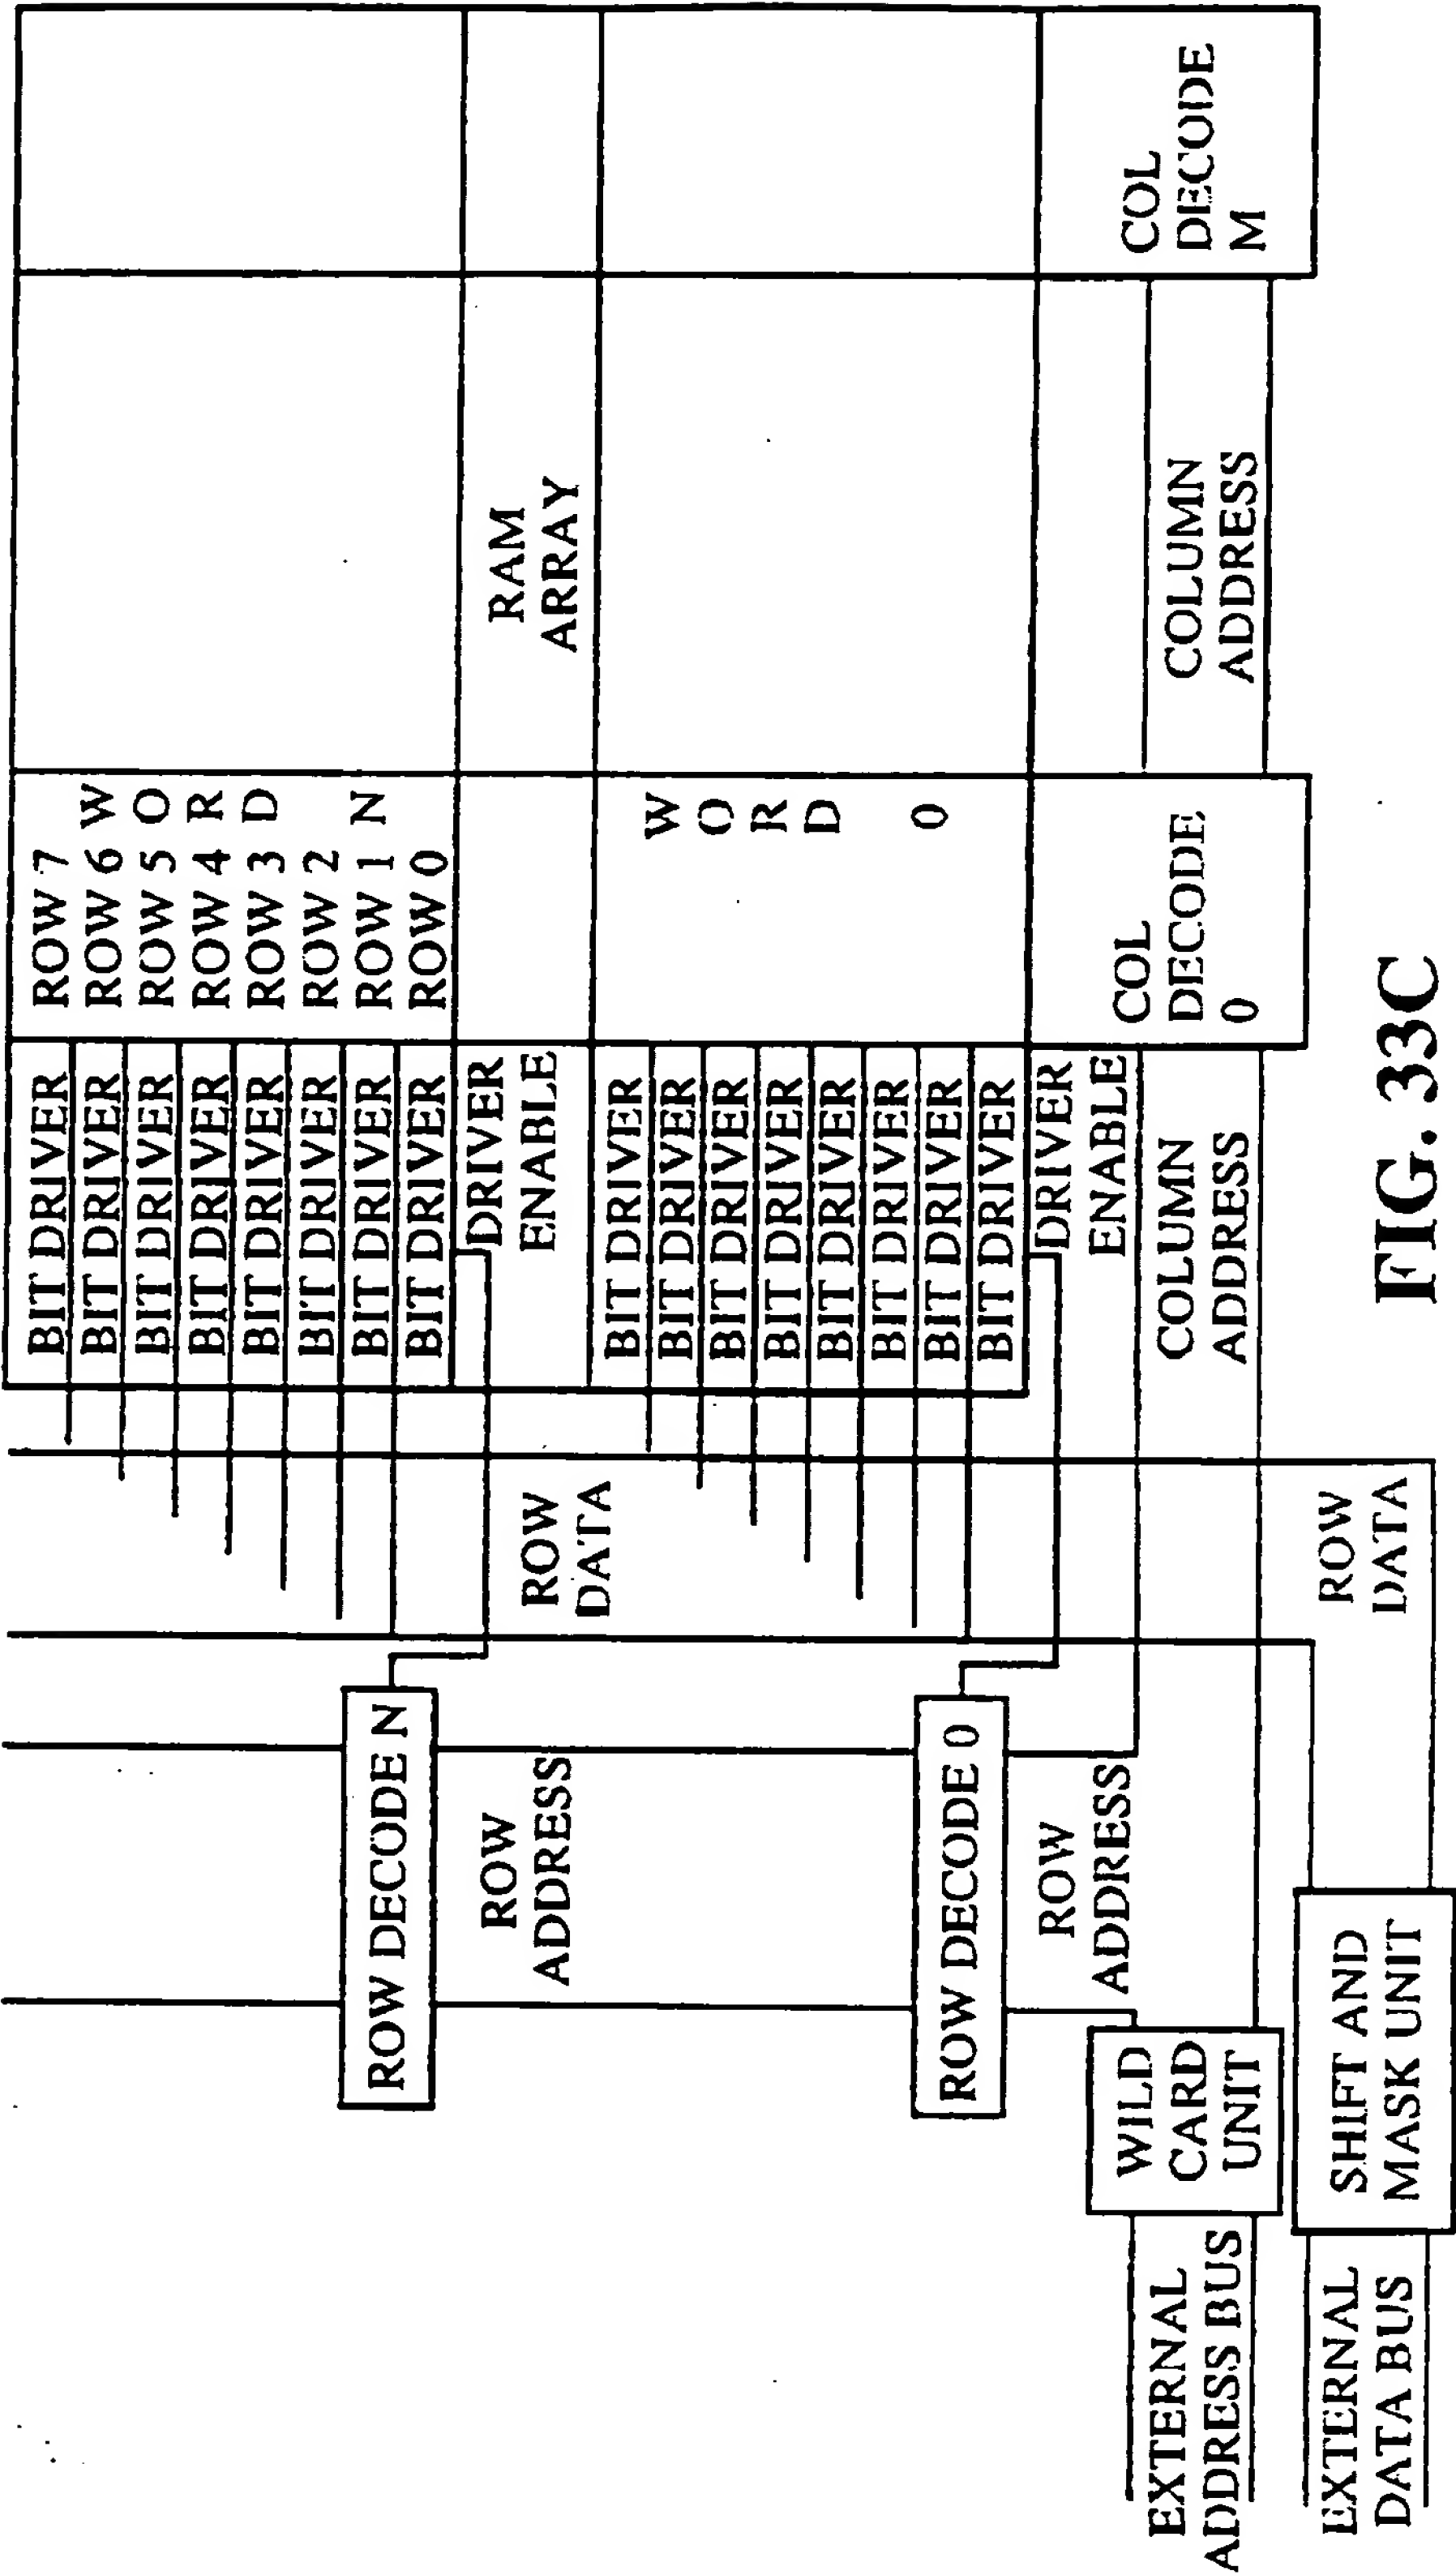 BIT DRIVER
BIT DRIVER
BIT DRIVER
BIT DRIVER
BIT DRIVER
BIT DRIVER
BIT DRIVER
BIT DRIVER
ROW 7
ROW 6
ROW 5
ROW 4
ROW 3
ROW 2
ROW 1
ROW 0
WORD N
DRIVER
ENABLE
RAM
ARRAY
ROW DECODE N
ROW
ADDRESS
ROW
DATA
BIT DRIVER
BIT DRIVER
BIT DRIVER
BIT DRIVER
BIT DRIVER
BIT DRIVER
BIT DRIVER
BIT DRIVER
WORD 0
ROW DECODE 0
ROW
ADDRESS
DRIVER
ENABLE
COL
DECODE
0
COL
DECODE
M
COLUMN
ADDRESS
COLUMN
ADDRESS
WILD
CARD
UNIT
EXTERNAL
ADDRESS BUS
ROW
DATA
SHIFT AND
MASK UNIT
EXTERNAL
DATA BUS
FIG. 33C